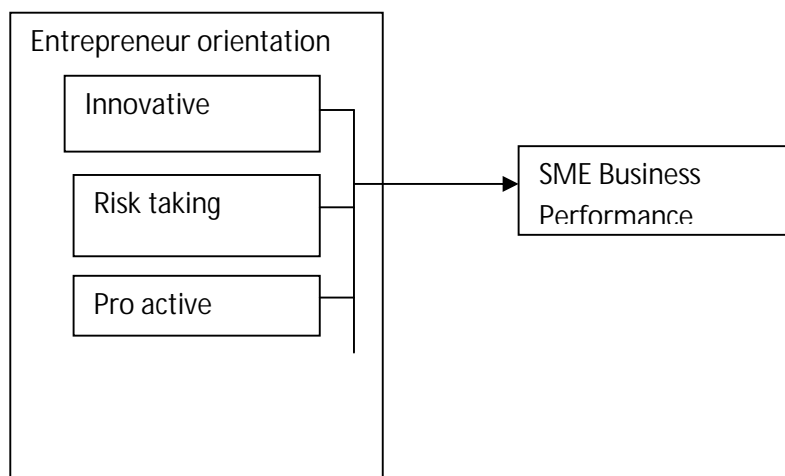 Entrepreneur orientation
Innovative
Risk taking
Pro active
SME Business
Performance